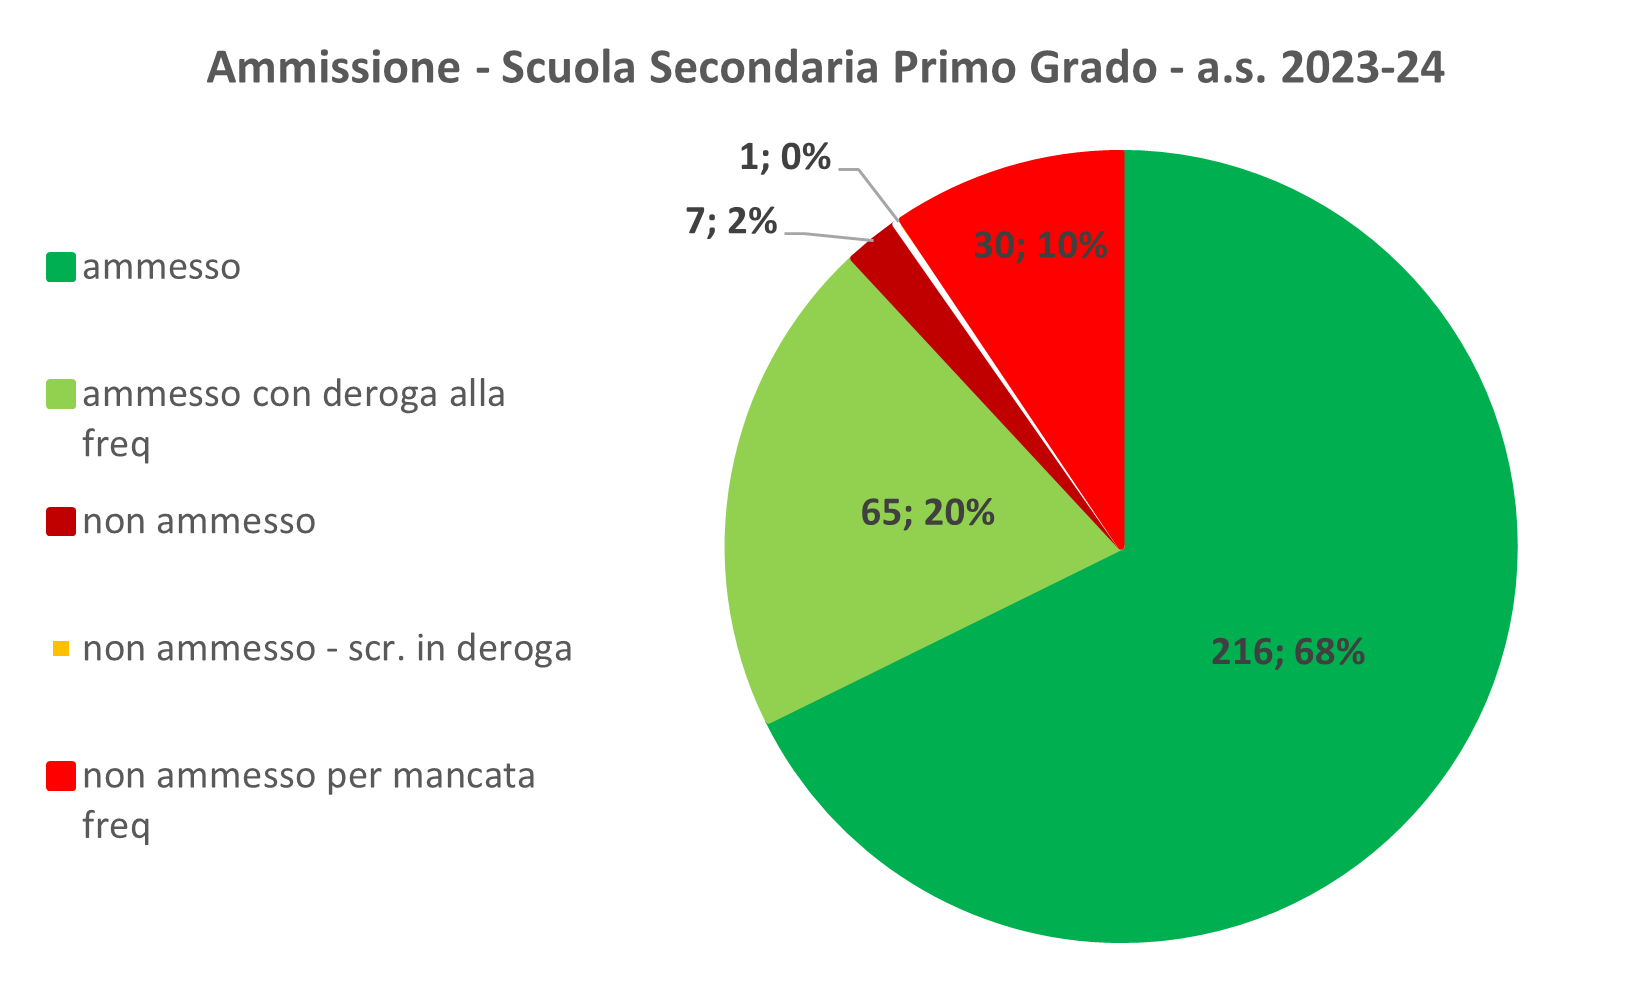 Ammissione - Scuola Secondaria Primo Grado - a.s. 2023-24
1; 0%
7; 2%
30; 10%
65; 20%
216; 68%
ammesso
ammesso con deroga alla
freq
non ammesso
non ammesso - scr. in deroga
non ammesso per mancata
freq